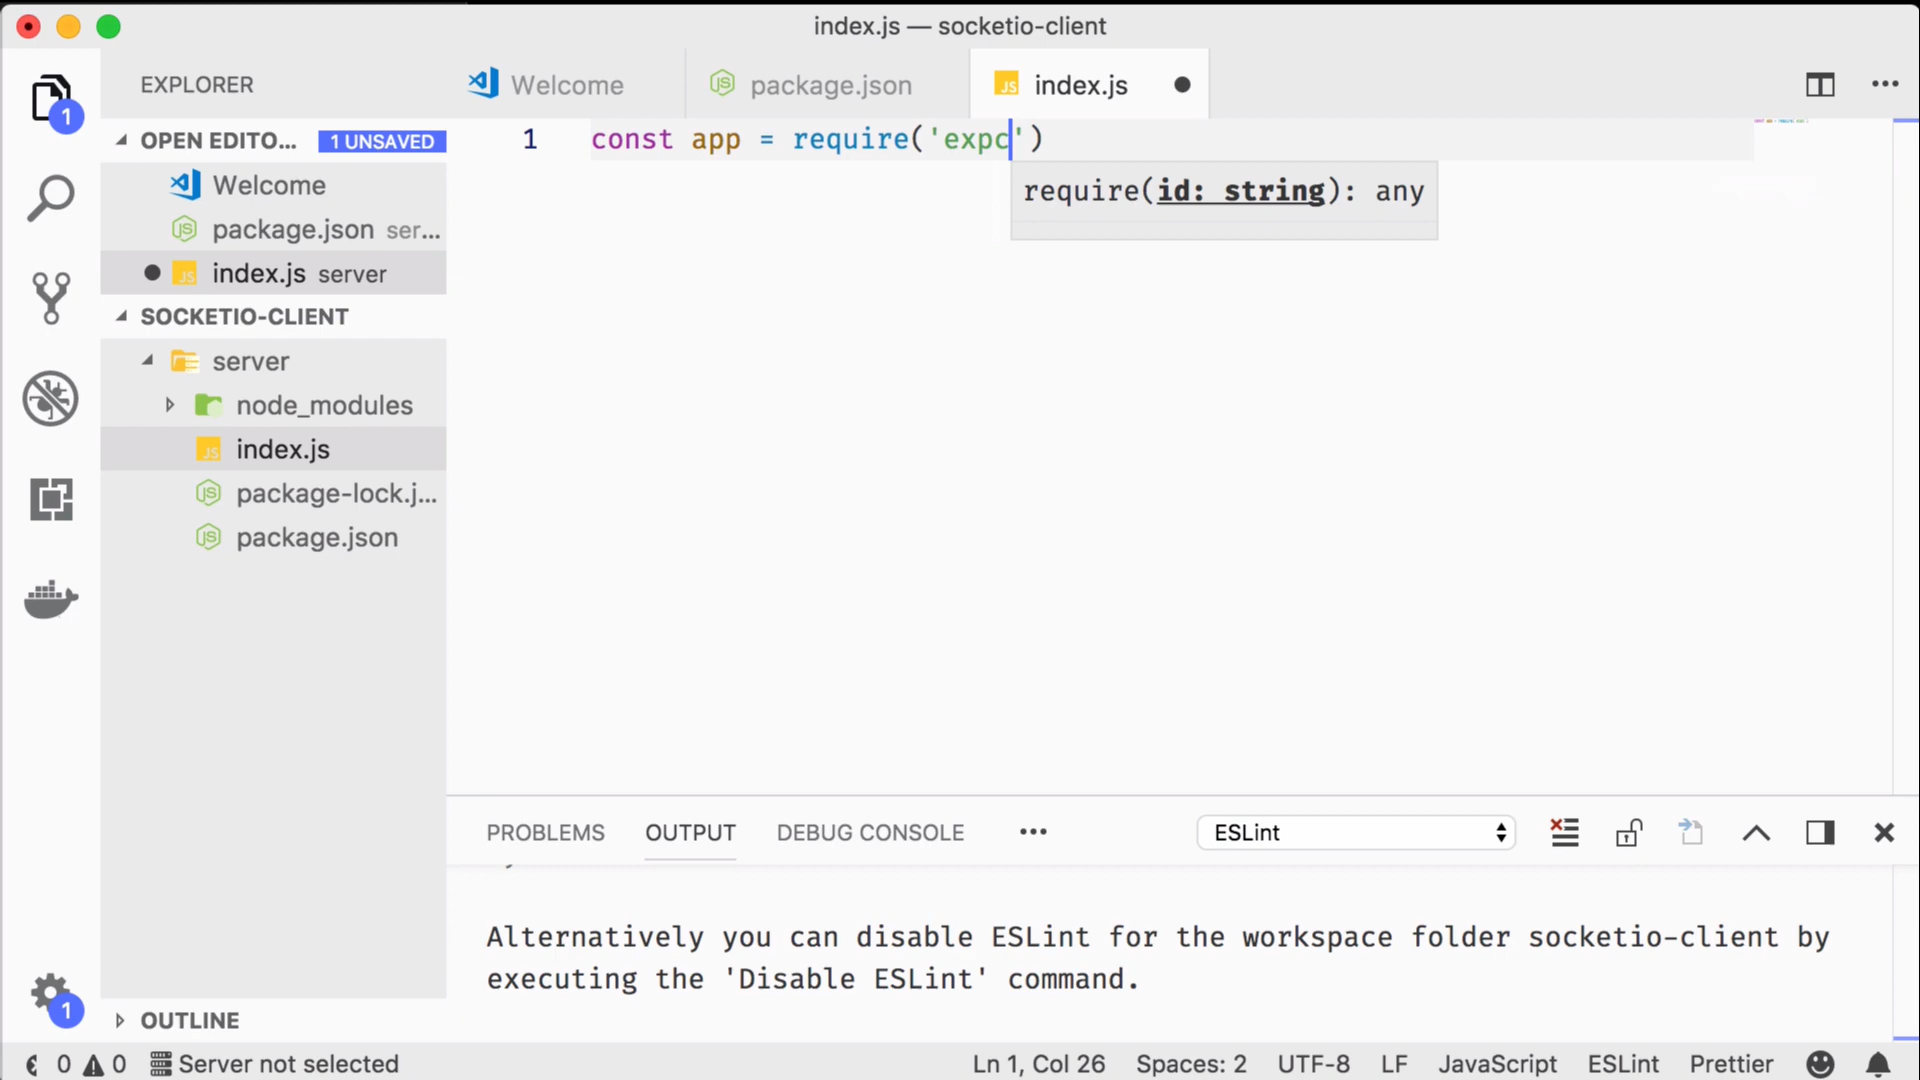 index.js — socketio-client
EXPLORER
Welcome
package.json
index.js
OPEN EDITO... 1 UNSAVED
Welcome
package.json ser...
index.js server
SOCKETIO-CLIENT
server
node_modules
index.js
package-lock.j...
package.json
OUTLINE
1 const app = require('expc')
require(id: string): any
PROBLEMS OUTPUT DEBUG CONSOLE ••• ESLint
Alternatively you can disable ESLint for the workspace folder socketio-client by
executing the 'Disable ESLint' command.
1
1
0 0 Server not selected Ln 1, Col 26 Spaces: 2 UTF-8 LF JavaScript ESLint Prettier